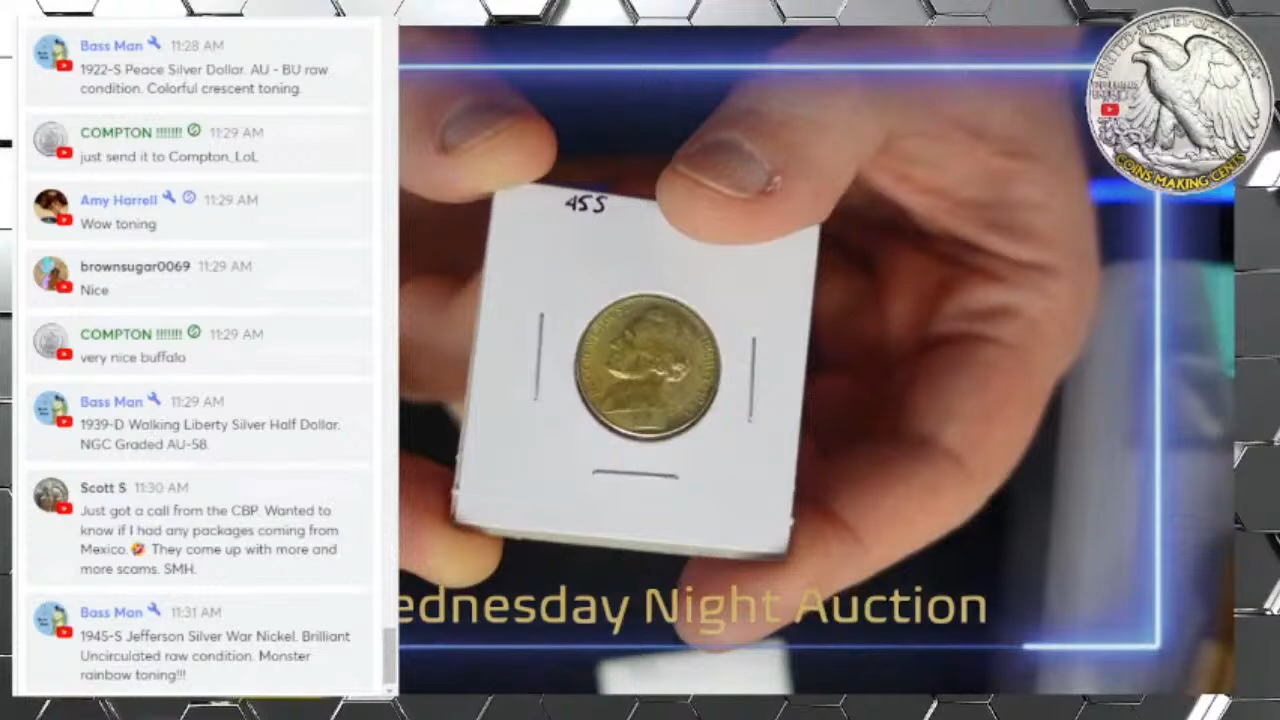 Bass Man 11:28 AM
1922-S Peace Silver Dollar. AU - BU raw
condition. Colorful crescent toning.
COMPTON !!!!!!! 11:29 AM
just send it to Compton. LoL
Amy Harrell 11:29 AM
Wow toning
brownsugar0069 11:29 AM
Nice
COMPTON !!!!!!! 11:29 AM
very nice buffalo
Bass Man 11:29 AM
1939-D Walking Liberty Silver Half Dollar.
NGC Graded AU-58.
Scott S 11:30 AM
Just got a call from the CBP. Wanted to
know if I had any packages coming from
Mexico. 🤣 They come up with more and
more scams. SMH.
Bass Man 11:31 AM
1945-S Jefferson Silver War Nickel. Brilliant
Uncirculated raw condition. Monster
rainbow toning!!!
45 S
ednesday Night Auction
UNITED STATES OF AMERICA
COINS MAKING CENTS